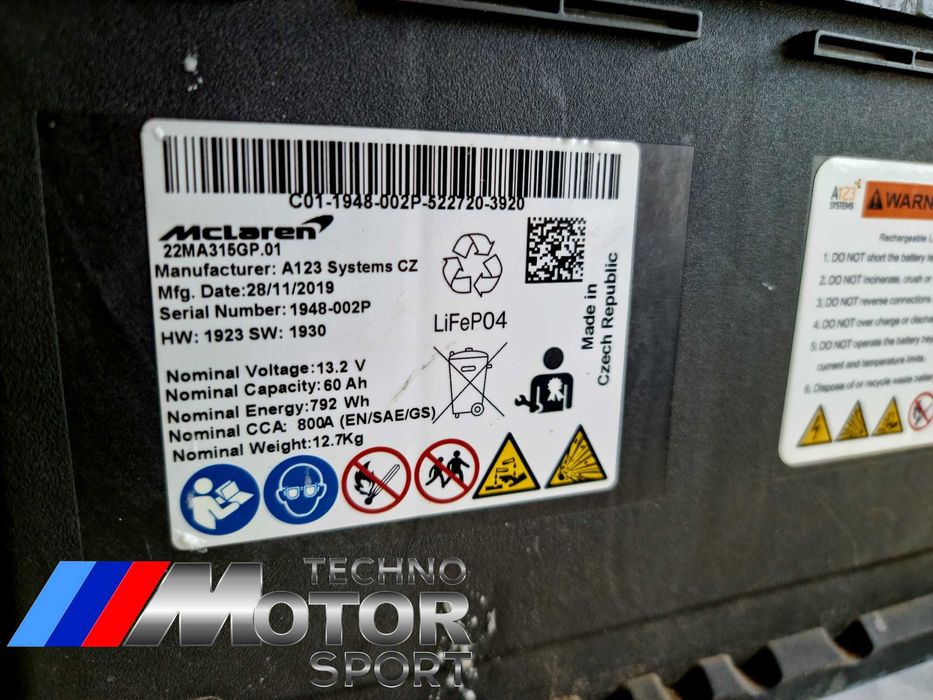 C01-1948-002P-522720-3920
McLaren
22MA315GP.01
Manufacturer: A123 Systems CZ
Mfg. Date:28/11/2019
Serial Number: 1948-002P
HW: 1923 SW: 1930
LiFePO4
Made in
Czech Republic
Nominal Voltage:13.2 V
Nominal Capacity:60 Ah
Nominal Energy:792 Wh
Nominal CCA: 800A (EN/SAE/GS)
Nominal Weight:12.7Kg
A123
SYSTEMS
WARN
Rechargeable L
1. DO NOT short the battery te
2. DO NOT incinerate, crush or
3. DO NOT reverse connections
4. DO NOT over charge or discha
5. DO NOT operate the battery bey
current and temperature limits.
6. Dispose of or recycle waste batter
TECHNO
MOTOR
SPORT